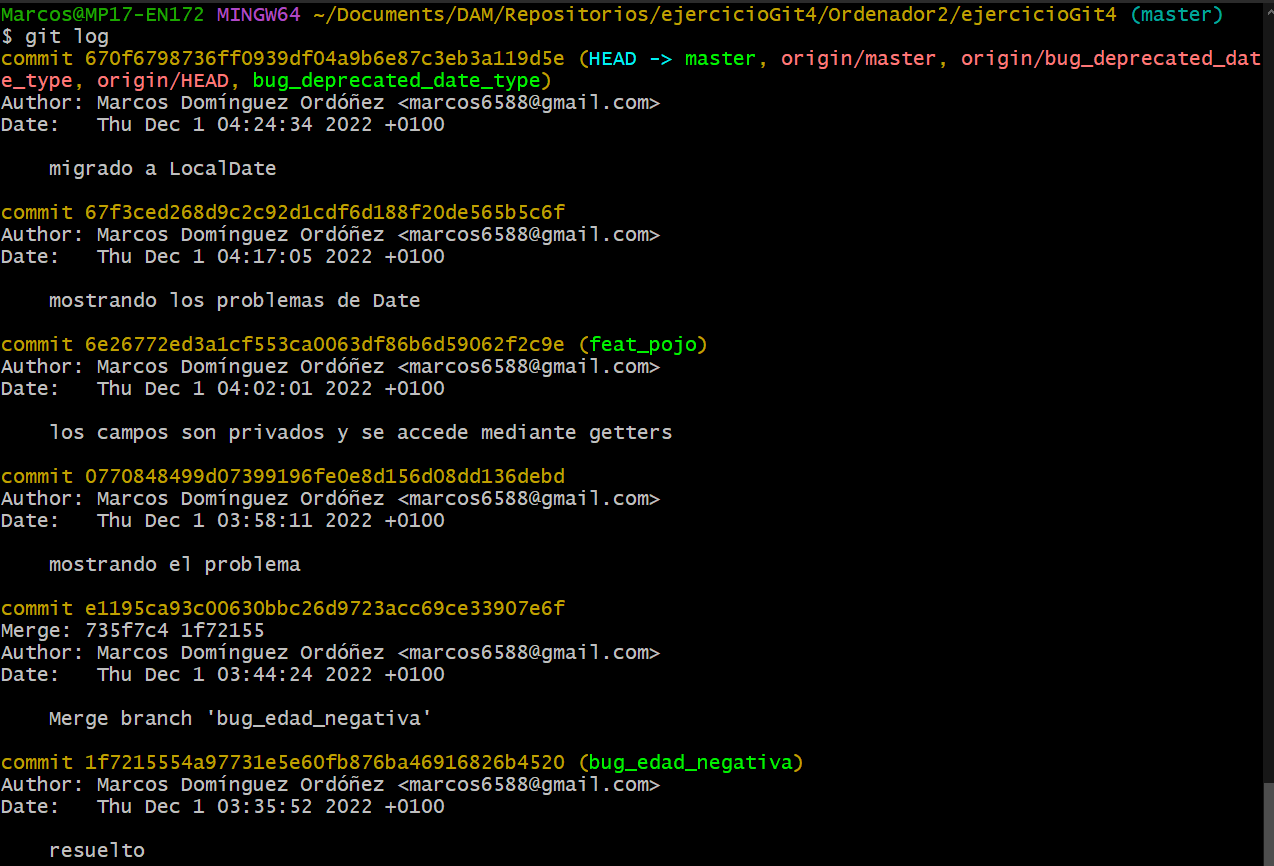 Marcos@MP17-EN172 MINGW64 ~/Documents/DAM/Repositorios/ejercicioGit4/Ordenador2/ejercicioGit4 (master)
$ git log
commit 670f6798736ff0939df04a9b6e87c3eb3a119d5e (HEAD -> master, origin/master, origin/bug_deprecated_dat
e_type, origin/HEAD, bug_deprecated_date_type)
Author: Marcos Domínguez Ordóñez <marcos6588@gmail.com>
Date:   Thu Dec 1 04:24:34 2022 +0100
    migrado a LocalDate
commit 67f3ced268d9c2c92d1cdf6d188f20de565b5c6f
Author: Marcos Domínguez Ordóñez <marcos6588@gmail.com>
Date:   Thu Dec 1 04:17:05 2022 +0100
    mostrando los problemas de Date
commit 6e26772ed3a1cf553ca0063df86b6d59062f2c9e (feat_pojo)
Author: Marcos Domínguez Ordóñez <marcos6588@gmail.com>
Date:   Thu Dec 1 04:02:01 2022 +0100
    los campos son privados y se accede mediante getters
commit 0770848499d07399196fe0e8d156d08dd136debd
Author: Marcos Domínguez Ordóñez <marcos6588@gmail.com>
Date:   Thu Dec 1 03:58:11 2022 +0100
    mostrando el problema
commit e1195ca93c00630bbc26d9723acc69ce33907e6f
Merge: 735f7c4 1f72155
Author: Marcos Domínguez Ordóñez <marcos6588@gmail.com>
Date:   Thu Dec 1 03:44:24 2022 +0100
    Merge branch 'bug_edad_negativa'
commit 1f7215554a97731e5e60fb876ba46916826b4520 (bug_edad_negativa)
Author: Marcos Domínguez Ordóñez <marcos6588@gmail.com>
Date:   Thu Dec 1 03:35:52 2022 +0100
    resuelto